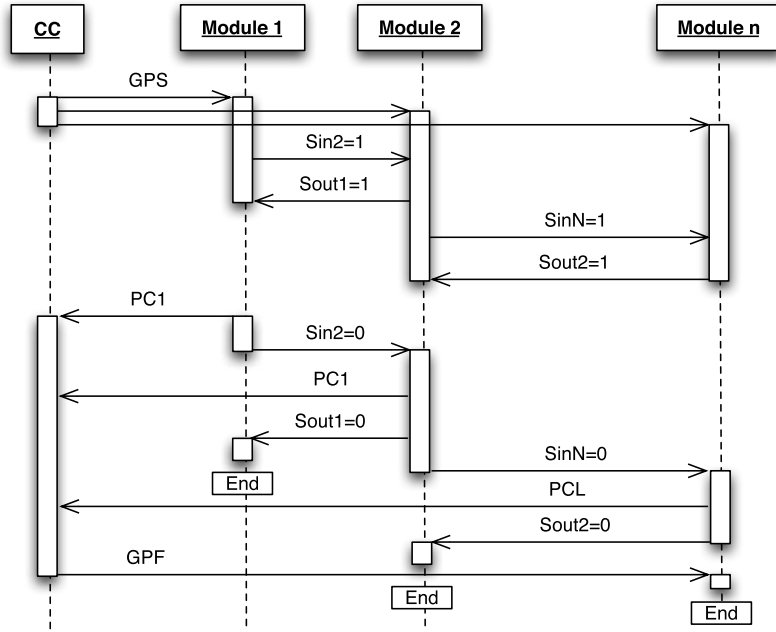 CC
Module 1
Module 2
Module n
GPS
Sin2=1
Sout1=1
SinN=1
Sout2=1
PC1
Sin2=0
PC1
Sout1=0
SinN=0
End
PCL
Sout2=0
GPF
End
End